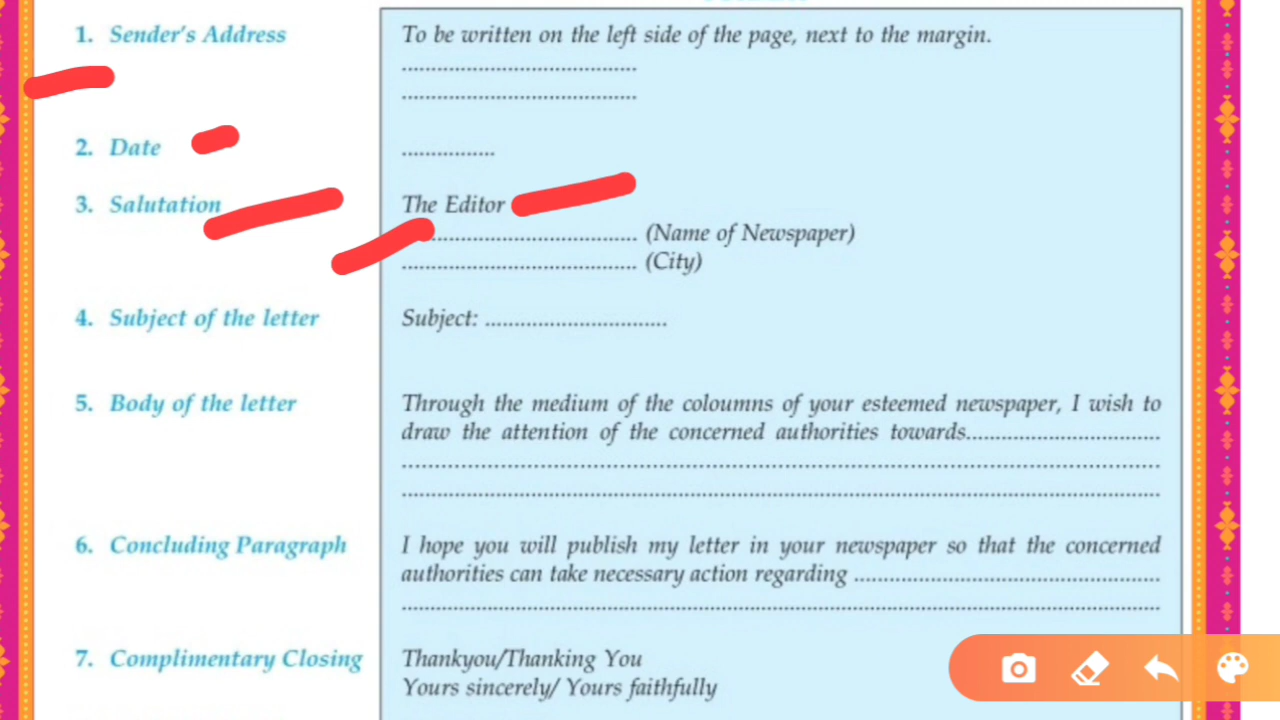 1. Sender's Address
To be written on the left side of the page, next to the margin.
....................................
....................................
2. Date
...............
3. Salutation
The Editor
.................................... (Name of Newspaper)
.................................... (City)
4. Subject of the letter
Subject: .............................
5. Body of the letter
Through the medium of the coloumns of your esteemed newspaper, I wish to
draw the attention of the concerned authorities towards...............................
6. Concluding Paragraph
I hope you will publish my letter in your newspaper so that the concerned
authorities can take necessary action regarding .................................................
7. Complimentary Closing
Thankyou/Thanking You
Yours sincerely/ Yours faithfully